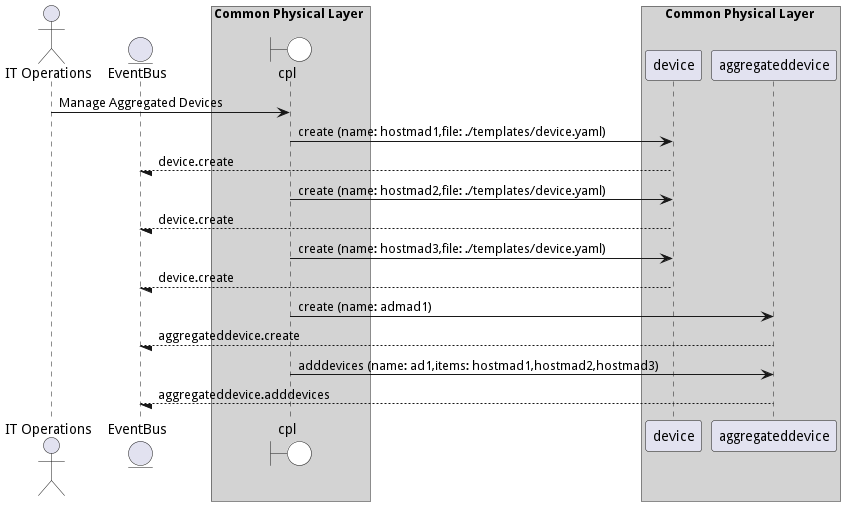 Common Physical Layer
Common Physical Layer
IT Operations
EventBus
cpl
device
aggregateddevice
Manage Aggregated Devices
create (name: hostmad1,file: ./templates/device.yaml)
device.create
create (name: hostmad2,file: ./templates/device.yaml)
device.create
create (name: hostmad3,file: ./templates/device.yaml)
device.create
create (name: admad1)
aggregateddevice.create
adddevices (name: ad1,items: hostmad1,hostmad2,hostmad3)
aggregateddevice.adddevices
IT Operations
EventBus
cpl
device
aggregateddevice